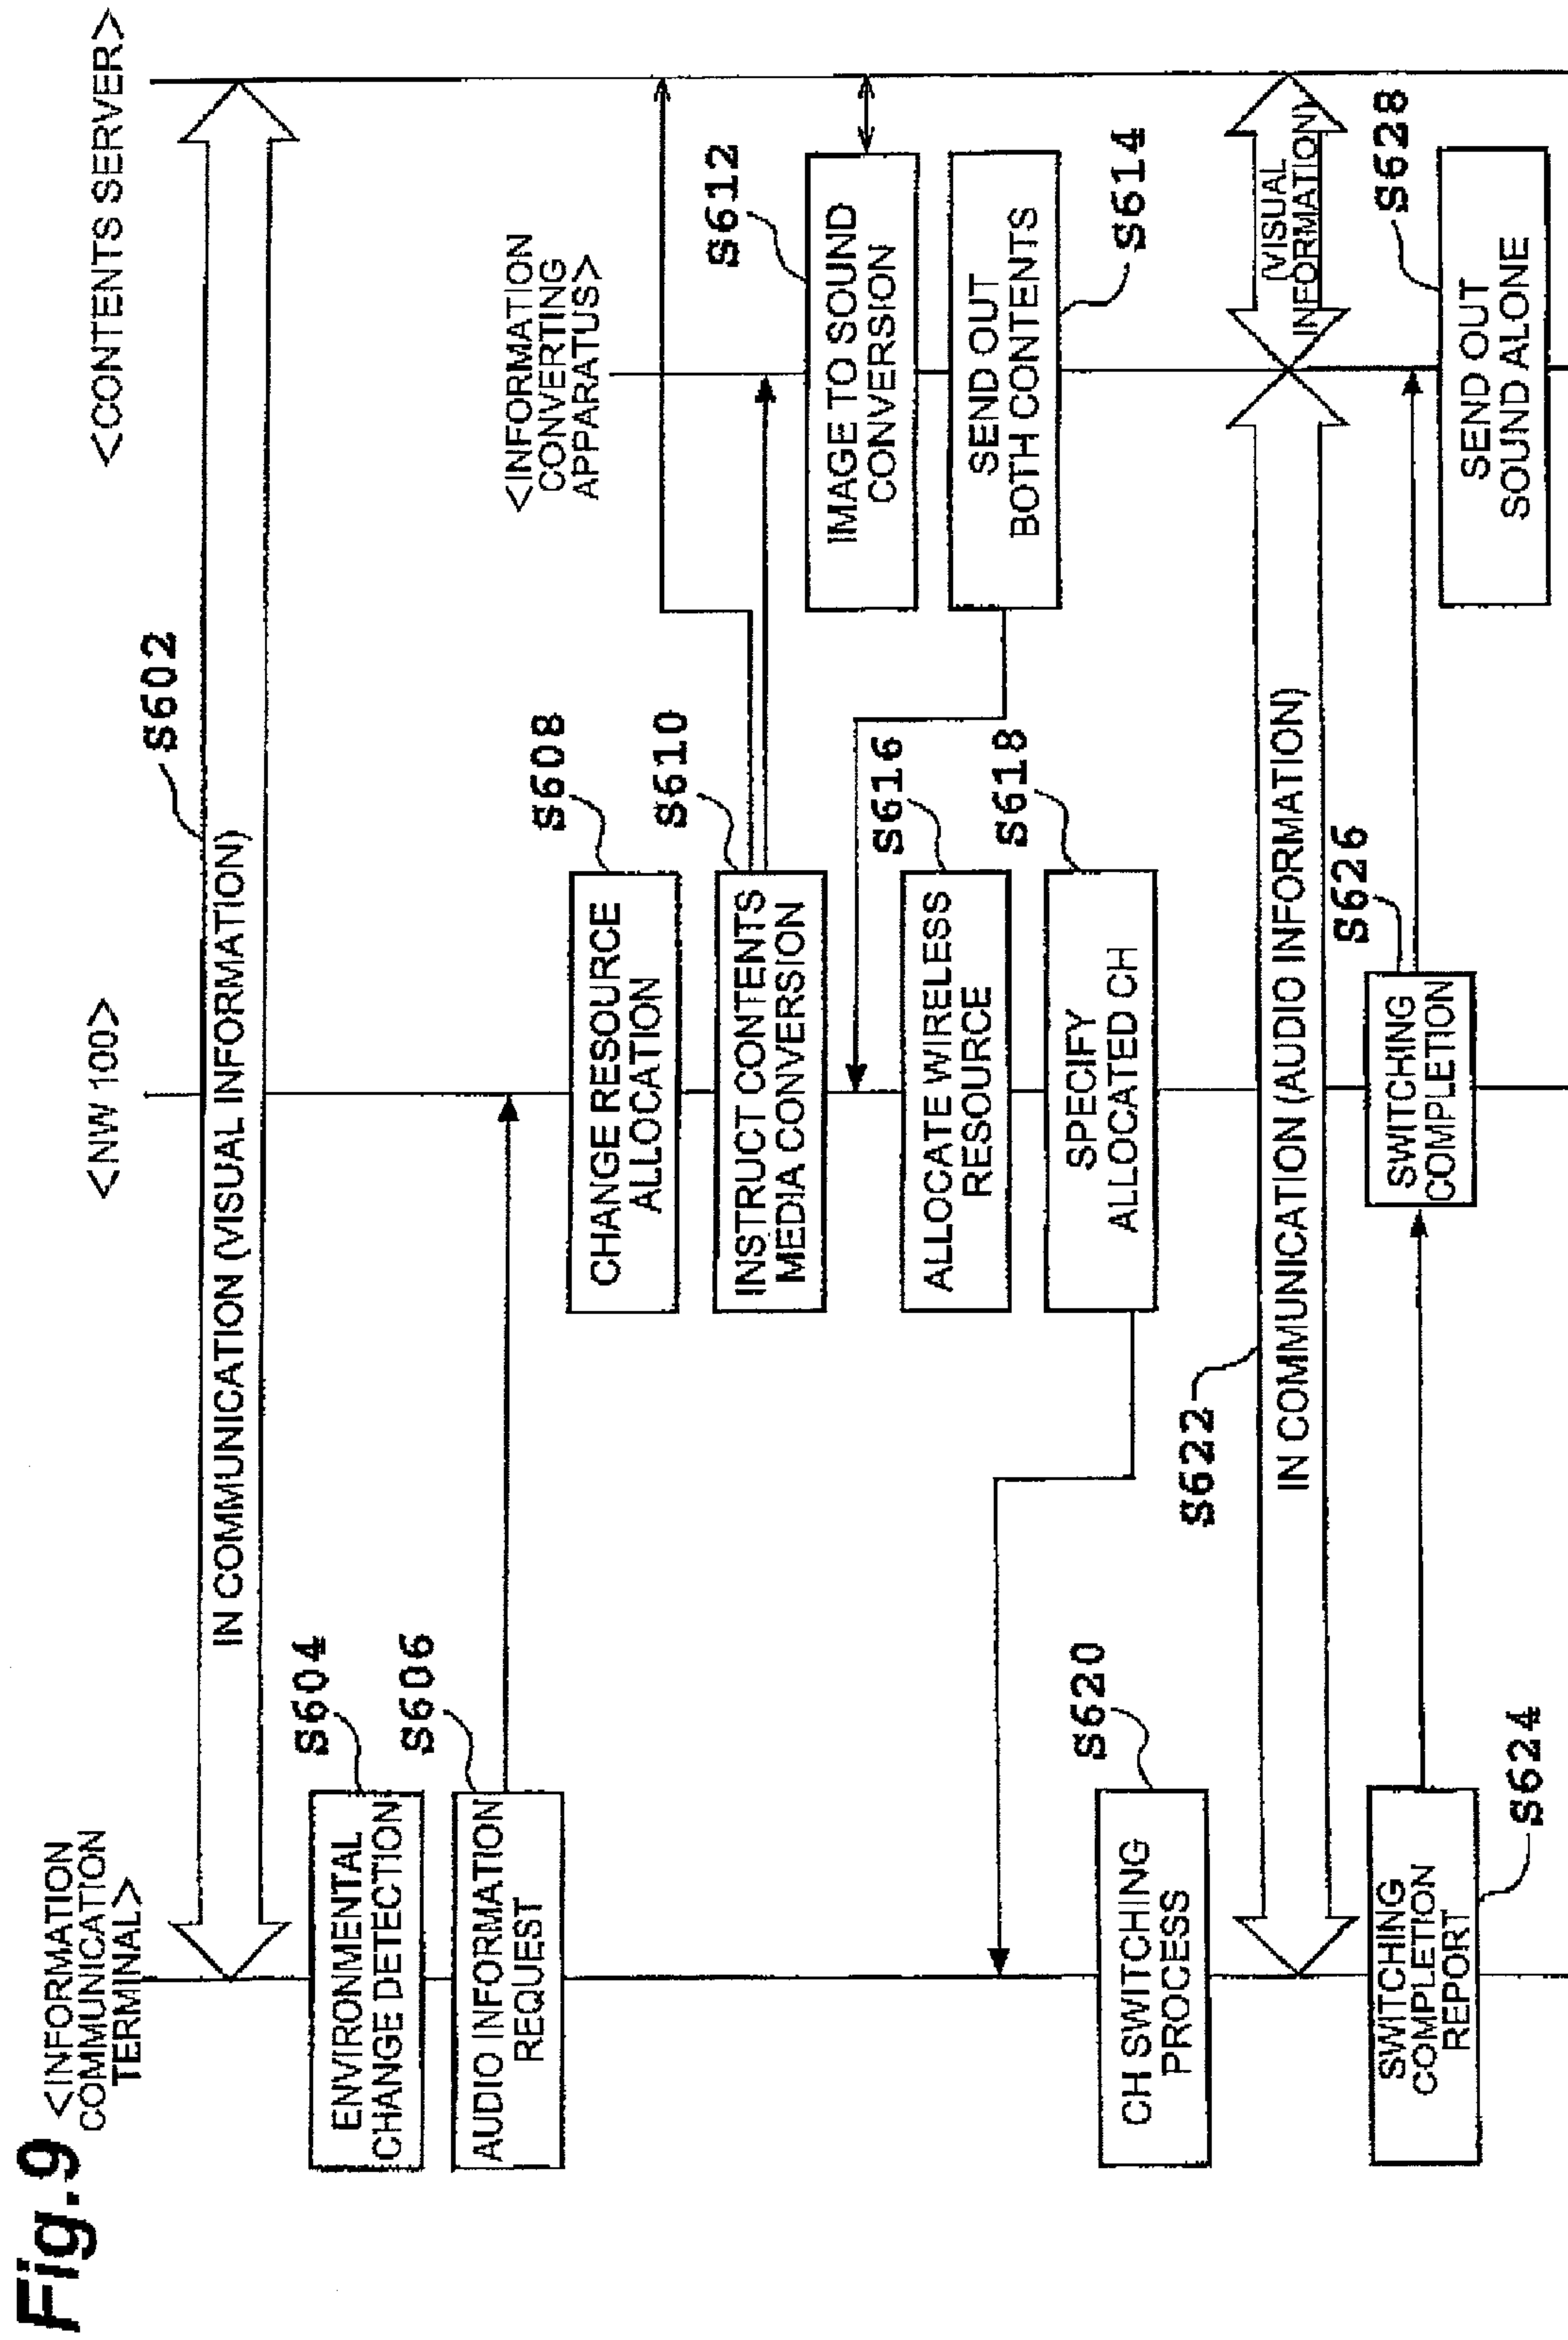 Fig.9
<INFORMATION
COMMUNICATION
TERMINAL>
<NW 100>
<CONTENTS SERVER>
S602
IN COMMUNICATION (VISUAL INFORMATION)
S604
ENVIRONMENTAL
CHANGE DETECTION
S606
AUDIO INFORMATION
REQUEST
<INFORMATION
CONVERTING
APPARATUS>
S608
CHANGE RESOURCE
ALLOCATION
S610
INSTRUCT CONTENTS
MEDIA CONVERSION
S612
IMAGE TO SOUND
CONVERSION
SEND OUT
BOTH CONTENTS
S614
S616
ALLOCATE WIRELESS
RESOURCE
S618
SPECIFY
ALLOCATED CH
S620
CH SWITCHING
PROCESS
S622
IN COMMUNICATION (AUDIO INFORMATION)
(VISUAL
INFORMATION)
SWITCHING
COMPLETION
REPORT
S624
S626
SWITCHING
COMPLETION
S628
SEND OUT
SOUND ALONE